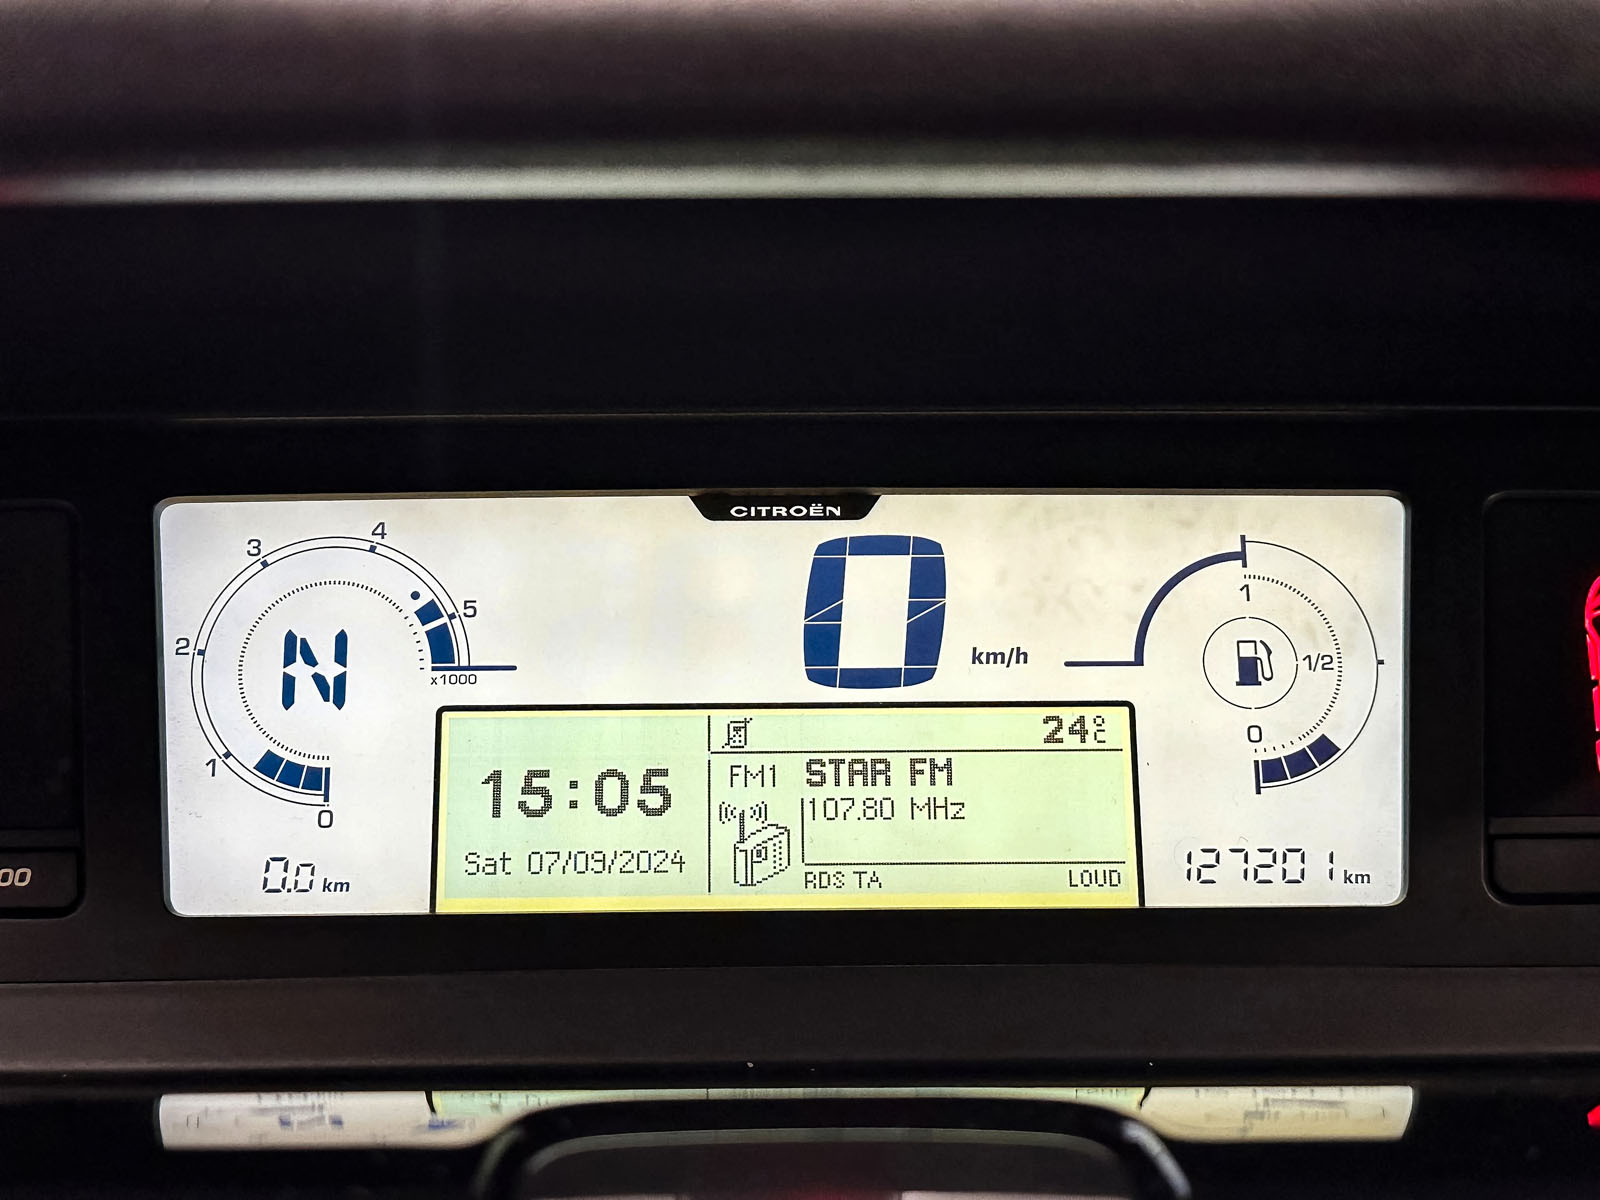 CITROËN
4
3
5
2
x1000
1
0
N
0.0 km
0 km/h
1
1/2
0
24°C
FM1 STAR FM
107.80 MHz
15:05
Sat 07/09/2024
RDS TA LOUD
127201 km
00